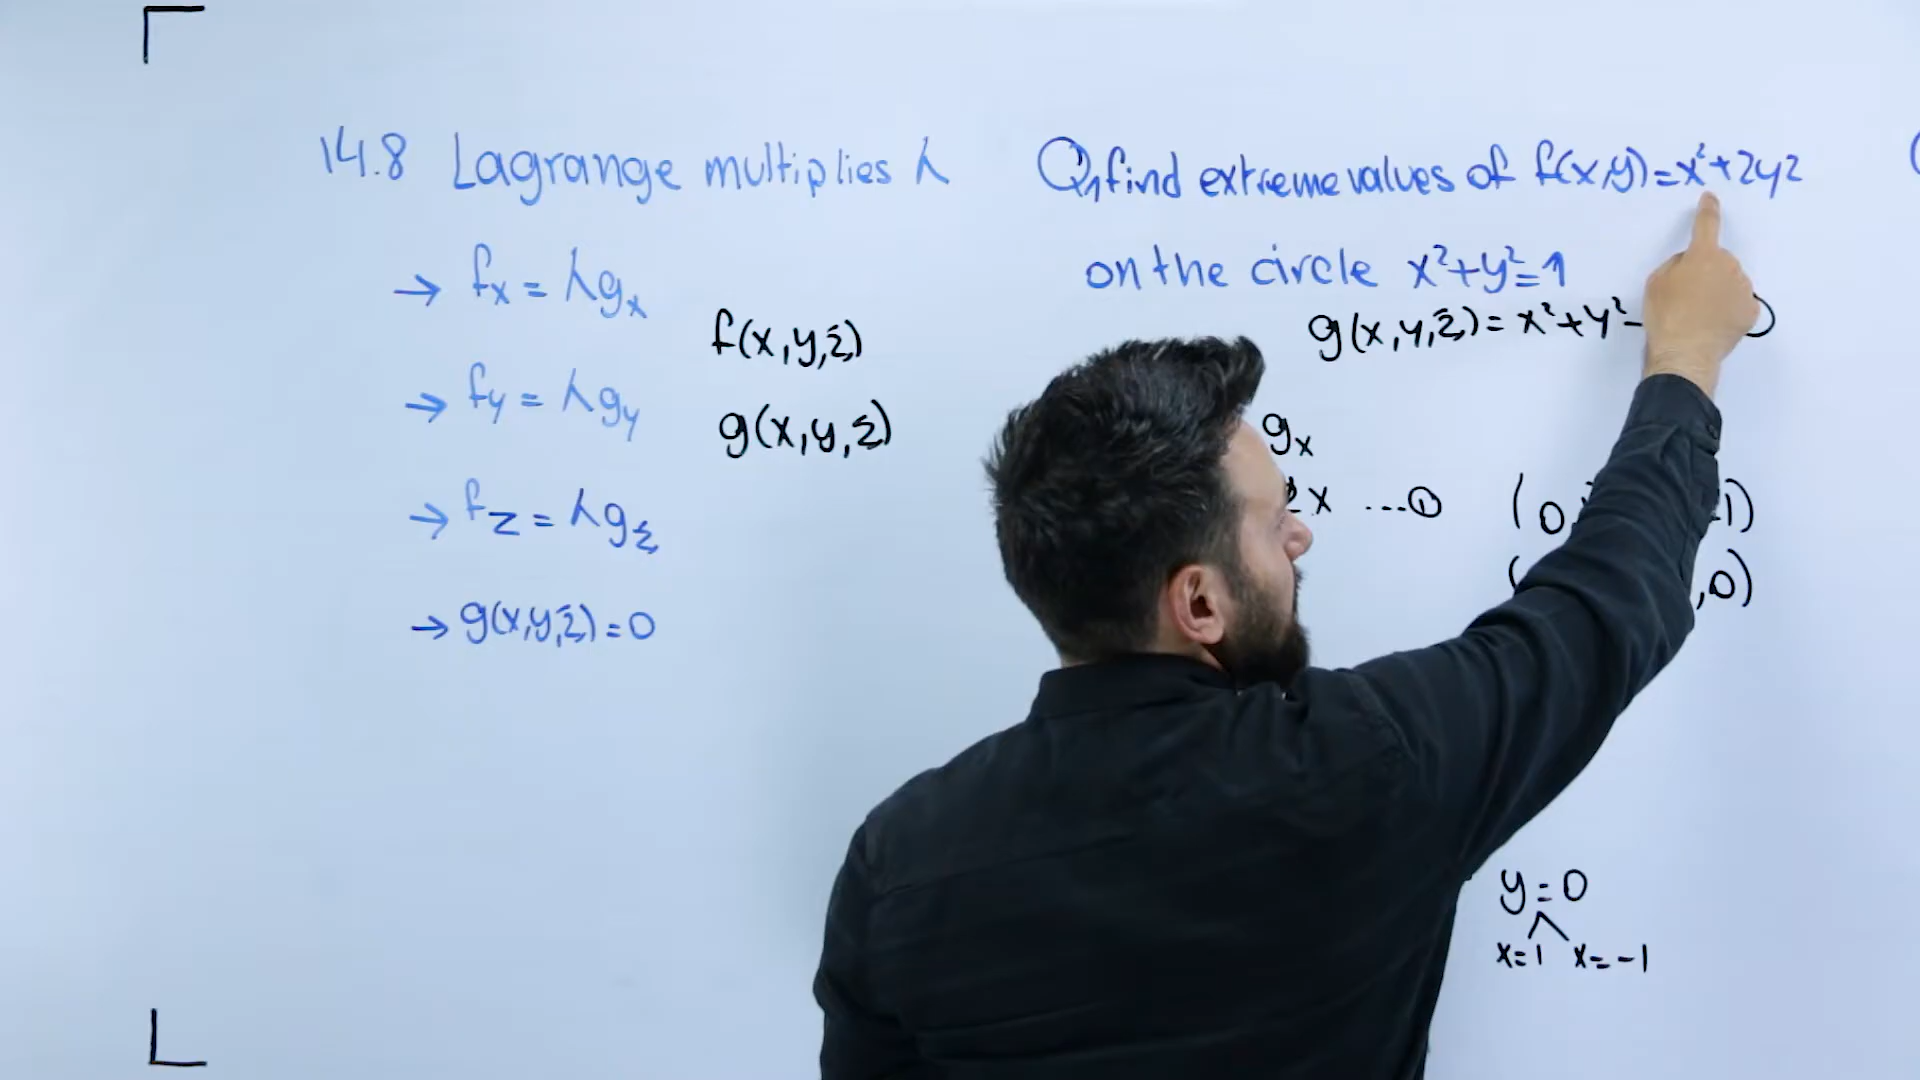 14.8 Lagrange multiplies λ
→ fx = λgx
→ fy = λgy
→ fz = λgz
→ g(x,y,z) = 0
f(x,y,z)
g(x,y,z)
Q1 find extreme values of f(x,y) = x² + 2y2
on the circle x² + y² = 1
g(x,y,z) = x² + y² -
gx
x ...①
(0, 1)
,0)
y = 0
x = 1 x = -1